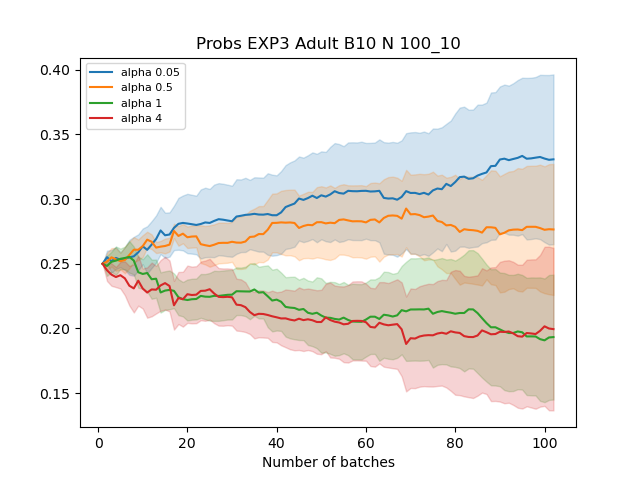 Probs EXP3 Adult B10 N 100_10
alpha 0.05
alpha 0.5
alpha 1
alpha 4
0.40
0.35
0.30
0.25
0.20
0.15
0 20 40 60 80 100
Number of batches